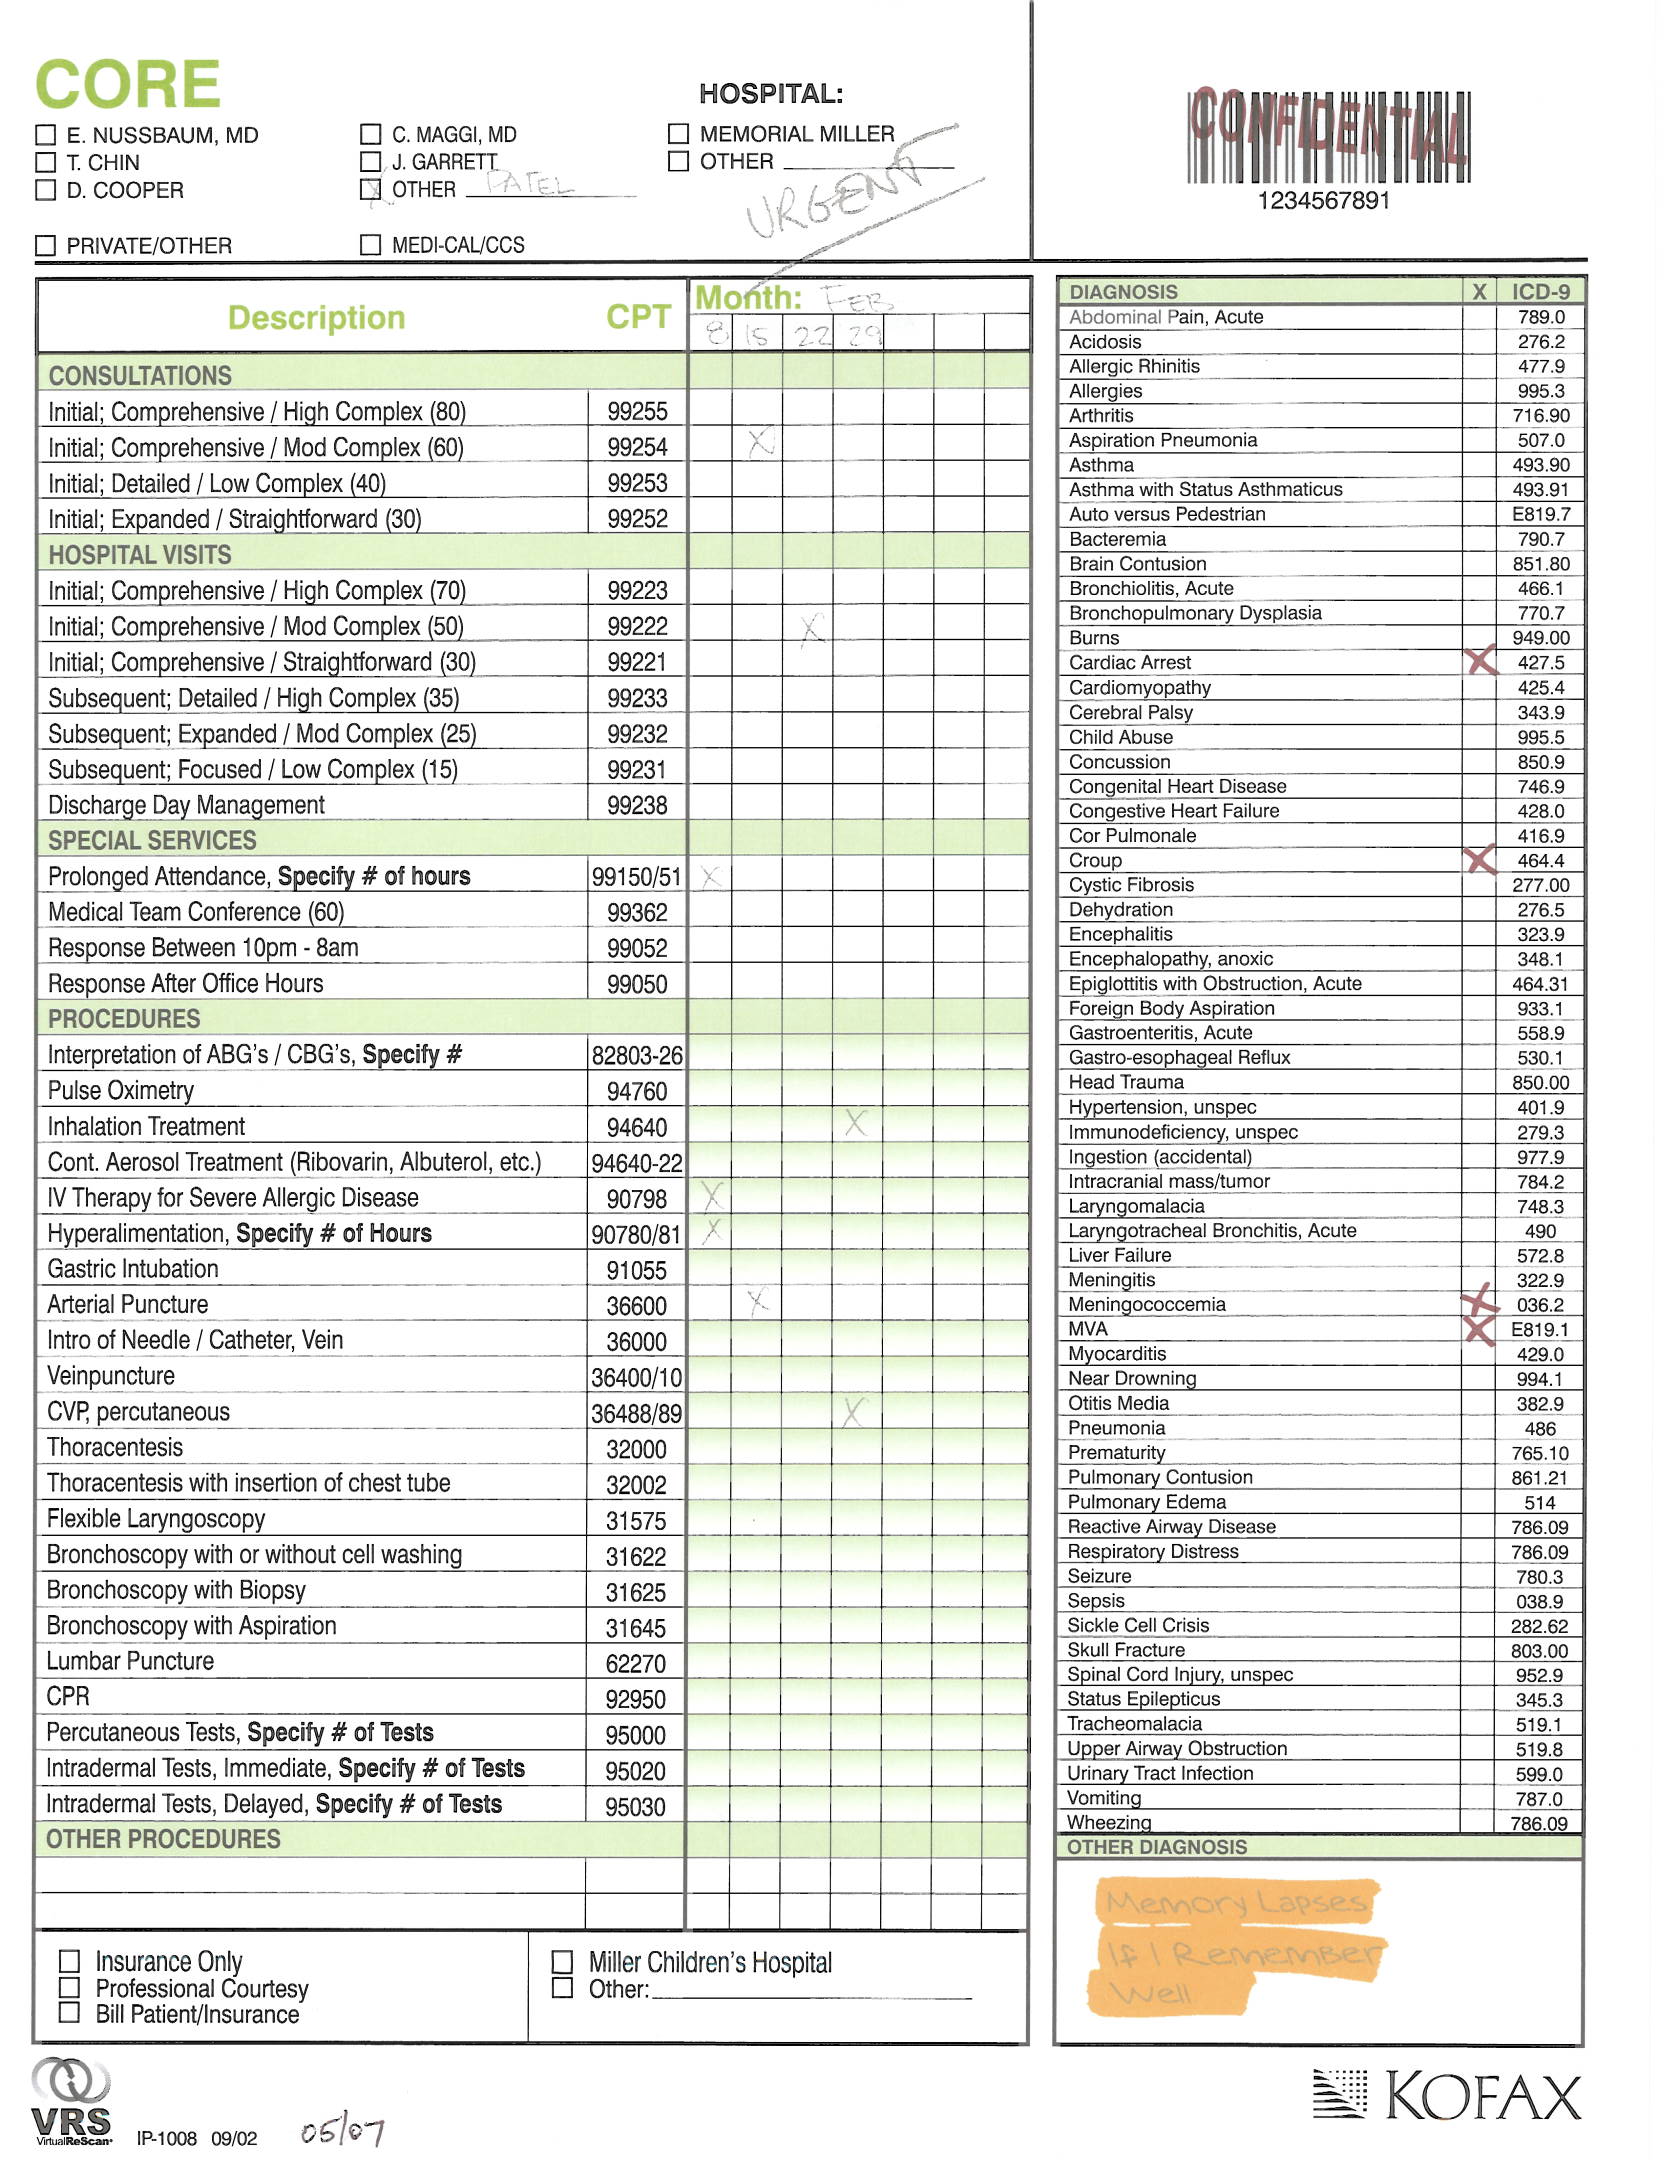 CORE
HOSPITAL:
E. NUSSBAUM, MD
C. MAGGI, MD
MEMORIAL MILLER
T. CHIN
J. GARRETT
OTHER
D. COOPER
X OTHER PATEL
URGENT
PRIVATE/OTHER
MEDI-CAL/CCS
CONFIDENTIAL
1234567891
Description CPT Month: FEB
8 15 22 29
CONSULTATIONS
Initial; Comprehensive / High Complex (80) 99255
Initial; Comprehensive / Mod Complex (60) 99254 X
Initial; Detailed / Low Complex (40) 99253
Initial; Expanded / Straightforward (30) 99252
HOSPITAL VISITS
Initial; Comprehensive / High Complex (70) 99223
Initial; Comprehensive / Mod Complex (50) 99222 X
Initial; Comprehensive / Straightforward (30) 99221
Subsequent; Detailed / High Complex (35) 99233
Subsequent; Expanded / Mod Complex (25) 99232
Subsequent; Focused / Low Complex (15) 99231
Discharge Day Management 99238
SPECIAL SERVICES
Prolonged Attendance, Specify # of hours 99150/51 X
Medical Team Conference (60) 99362
Response Between 10pm - 8am 99052
Response After Office Hours 99050
PROCEDURES
Interpretation of ABG's / CBG's, Specify # 82803-26
Pulse Oximetry 94760
Inhalation Treatment 94640 X
Cont. Aerosol Treatment (Ribovarin, Albuterol, etc.) 94640-22
IV Therapy for Severe Allergic Disease 90798 X
Hyperalimentation, Specify # of Hours 90780/81 X
Gastric Intubation 91055
Arterial Puncture 36600 X
Intro of Needle / Catheter, Vein 36000
Veinpuncture 36400/10
CVP, percutaneous 36488/89 X
Thoracentesis 32000
Thoracentesis with insertion of chest tube 32002
Flexible Laryngoscopy 31575
Bronchoscopy with or without cell washing 31622
Bronchoscopy with Biopsy 31625
Bronchoscopy with Aspiration 31645
Lumbar Puncture 62270
CPR 92950
Percutaneous Tests, Specify # of Tests 95000
Intradermal Tests, Immediate, Specify # of Tests 95020
Intradermal Tests, Delayed, Specify # of Tests 95030
OTHER PROCEDURES
Insurance Only
Professional Courtesy
Bill Patient/Insurance
Miller Children's Hospital
Other:
DIAGNOSIS X ICD-9
Abdominal Pain, Acute 789.0
Acidosis 276.2
Allergic Rhinitis 477.9
Allergies 995.3
Arthritis 716.90
Aspiration Pneumonia 507.0
Asthma 493.90
Asthma with Status Asthmaticus 493.91
Auto versus Pedestrian E819.7
Bacteremia 790.7
Brain Contusion 851.80
Bronchiolitis, Acute 466.1
Bronchopulmonary Dysplasia 770.7
Burns 949.00
Cardiac Arrest X 427.5
Cardiomyopathy 425.4
Cerebral Palsy 343.9
Child Abuse 995.5
Concussion 850.9
Congenital Heart Disease 746.9
Congestive Heart Failure 428.0
Cor Pulmonale 416.9
Croup X 464.4
Cystic Fibrosis 277.00
Dehydration 276.5
Encephalitis 323.9
Encephalopathy, anoxic 348.1
Epiglottitis with Obstruction, Acute 464.31
Foreign Body Aspiration 933.1
Gastroenteritis, Acute 558.9
Gastro-esophageal Reflux 530.1
Head Trauma 850.00
Hypertension, unspec 401.9
Immunodeficiency, unspec 279.3
Ingestion (accidental) 977.9
Intracranial mass/tumor 784.2
Laryngomalacia 748.3
Laryngotracheal Bronchitis, Acute 490
Liver Failure 572.8
Meningitis 322.9
Meningococcemia X 036.2
MVA X E819.1
Myocarditis 429.0
Near Drowning 994.1
Otitis Media 382.9
Pneumonia 486
Prematurity 765.10
Pulmonary Contusion 861.21
Pulmonary Edema 514
Reactive Airway Disease 786.09
Respiratory Distress 786.09
Seizure 780.3
Sepsis 038.9
Sickle Cell Crisis 282.62
Skull Fracture 803.00
Spinal Cord Injury, unspec 952.9
Status Epilepticus 345.3
Tracheomalacia 519.1
Upper Airway Obstruction 519.8
Urinary Tract Infection 599.0
Vomiting 787.0
Wheezing 786.09
OTHER DIAGNOSIS
Memory Lapses
If I Remember
Well
VRS
VirtualReScan
IP-1008 09/02 05/07
KOFAX